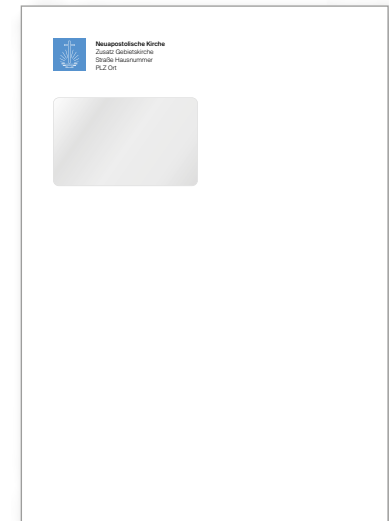 Neuapostolische Kirche
Zusatz Gebietskirche
Straße Hausnummer
PLZ Ort